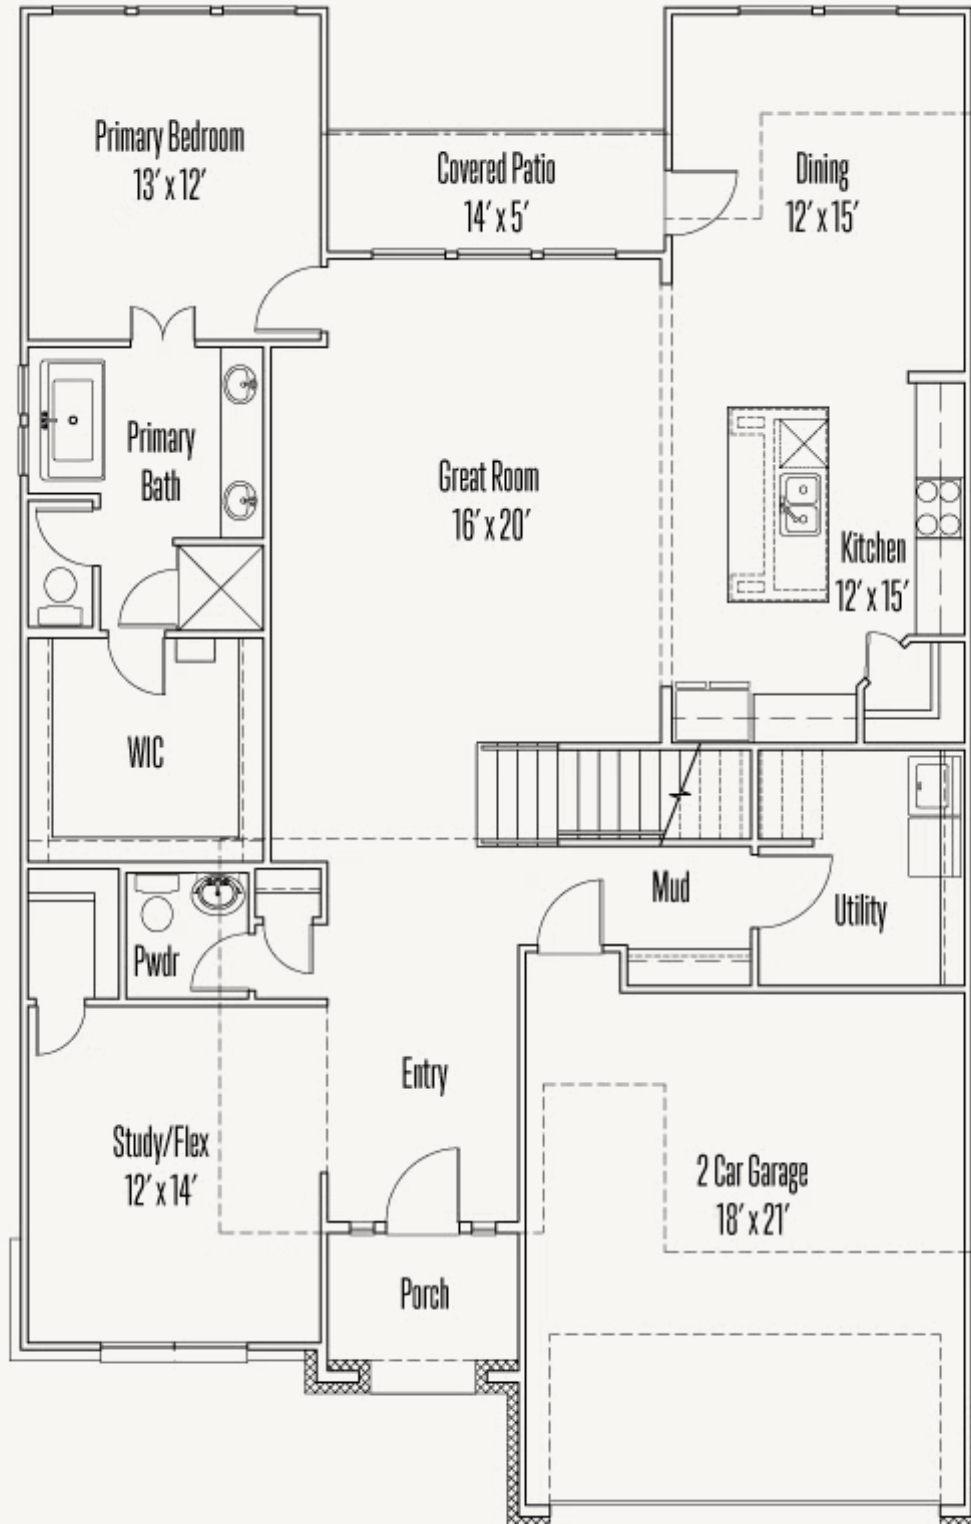 Primary Bedroom
13' x 12'
Covered Patio
14' x 5'
Dining
12' x 15'
Primary
Bath
Great Room
16' x 20'
Kitchen
12' x 15'
WIC
Mud
Utility
Pwdr
Entry
Study/Flex
12' x 14'
2 Car Garage
18' x 21'
Porch